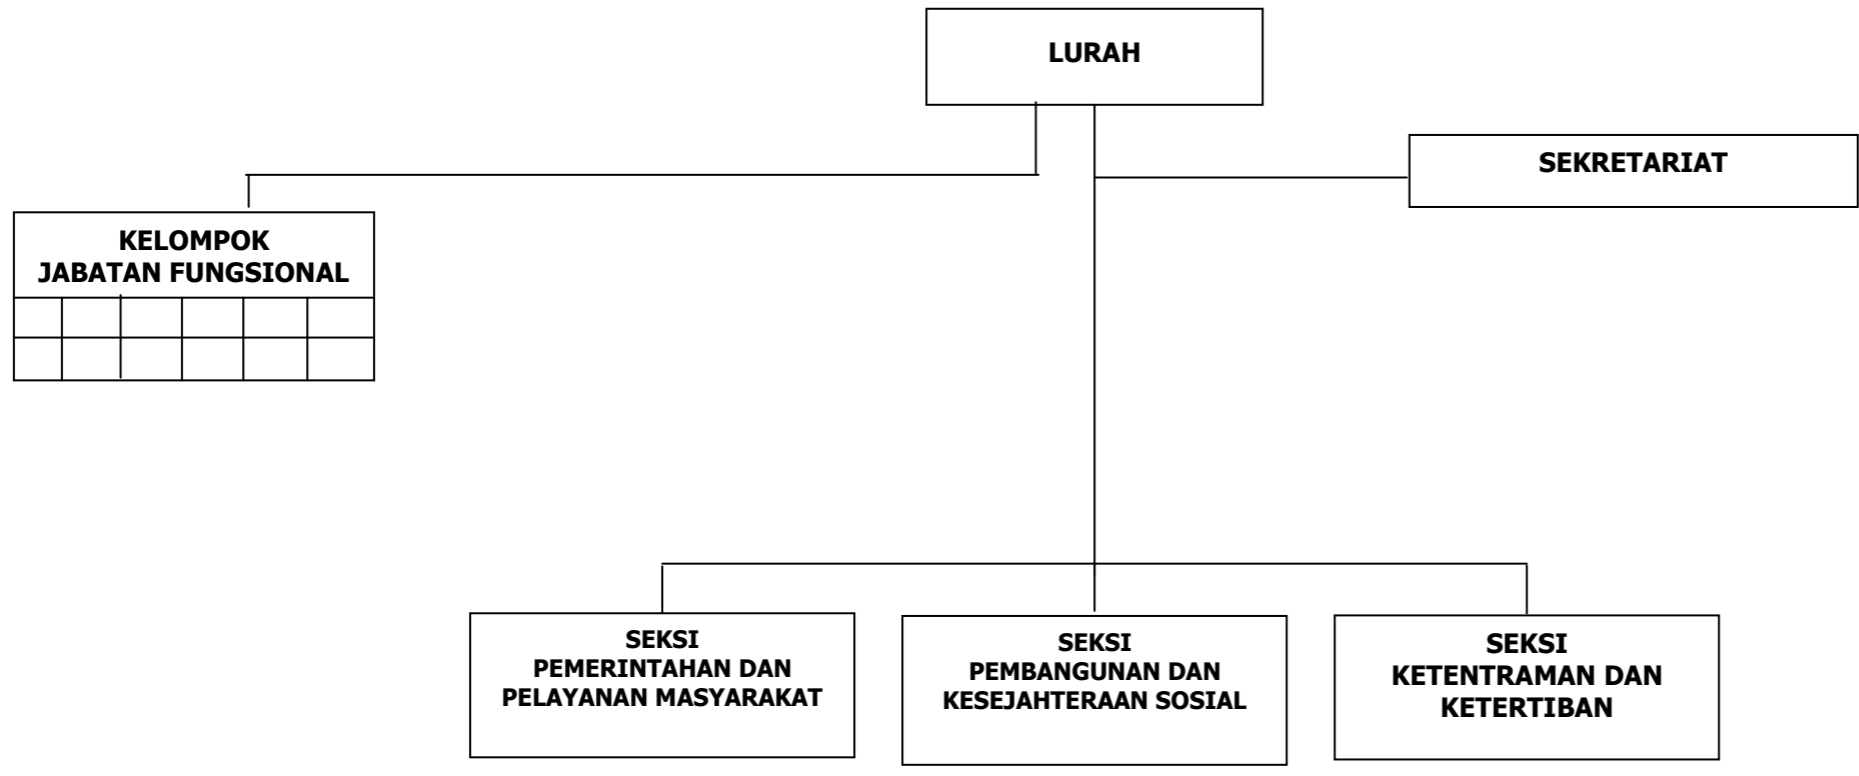 LURAH
SEKRETARIAT
KELOMPOK
JABATAN FUNGSIONAL
SEKSI
PEMERINTAHAN DAN
PELAYANAN MASYARAKAT
SEKSI
PEMBANGUNAN DAN
KESEJAHTERAAN SOSIAL
SEKSI
KETENTRAMAN DAN
KETERTIBAN